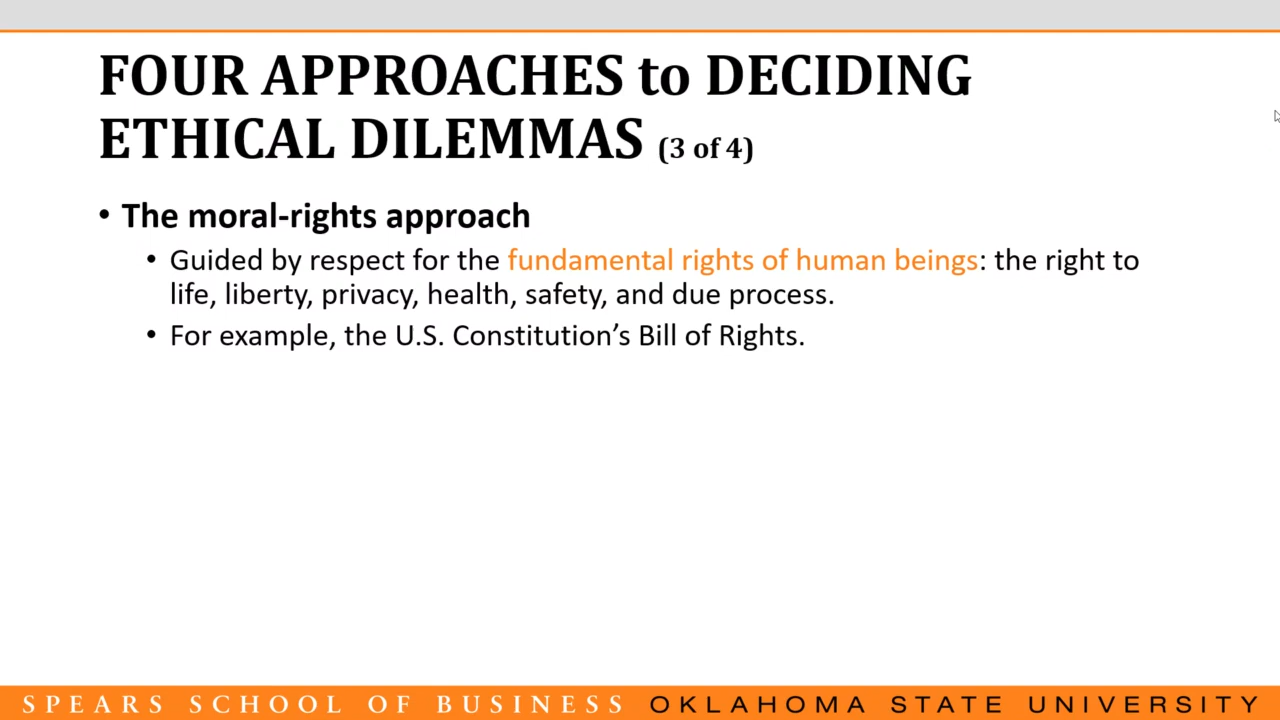 FOUR APPROACHES to DECIDING
ETHICAL DILEMMAS (3 of 4)
• The moral-rights approach
• Guided by respect for the fundamental rights of human beings: the right to
life, liberty, privacy, health, safety, and due process.
• For example, the U.S. Constitution’s Bill of Rights.
SPEARS SCHOOL OF BUSINESS OKLAHOMA STATE UNIVERSITY